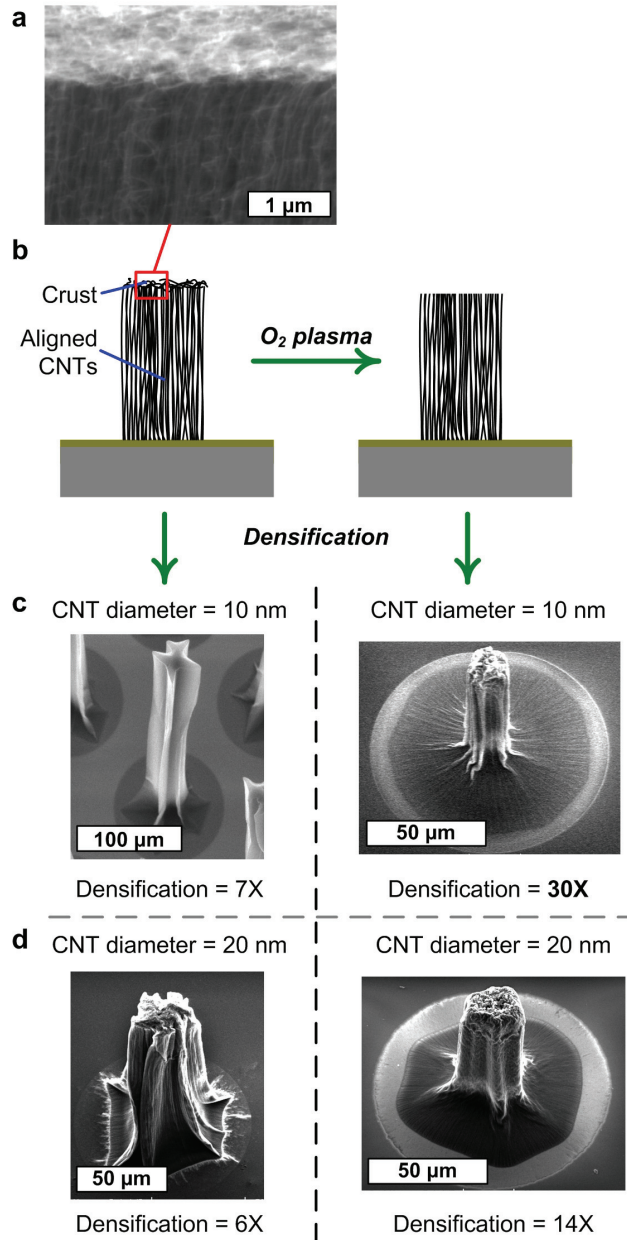 a
1 µm
b
Crust
Aligned
CNTs
O₂ plasma
Densification
c
CNT diameter = 10 nm
CNT diameter = 10 nm
100 µm
50 µm
Densification = 7X
Densification = 30X
d
CNT diameter = 20 nm
CNT diameter = 20 nm
50 µm
50 µm
Densification = 6X
Densification = 14X